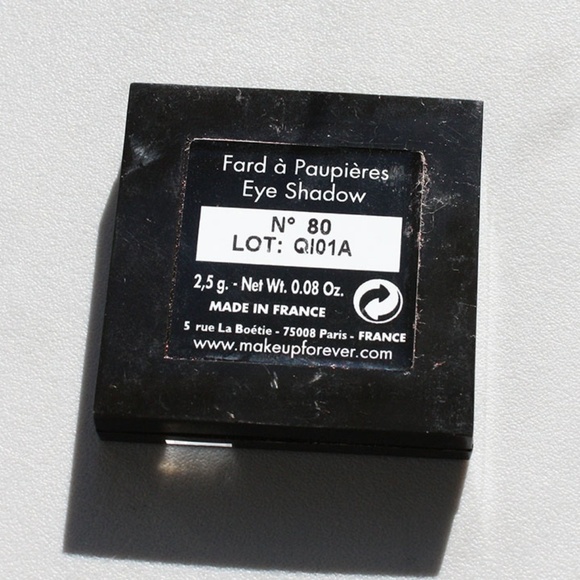 Fard à Paupières
Eye Shadow
N° 80
LOT: QI01A
2,5 g. - Net Wt. 0.08 Oz.
MADE IN FRANCE
5 rue La Boétie - 75008 Paris - FRANCE
www.makeupforever.com